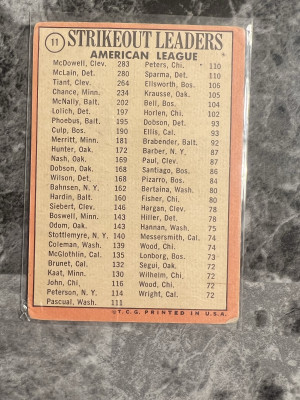 11
STRIKEOUT LEADERS
AMERICAN LEAGUE
McDowell, Clev. 283
McLain, Det. 280
Tiant, Clev. 264
Chance, Minn. 234
McNally, Balt. 202
Lolich, Det. 197
Phoebus, Balt. 195
Culp, Bos. 190
Merritt, Minn. 181
Hunter, Oak. 172
Nash, Oak. 169
Dobson, Oak. 168
Wilson, Det. 168
Bahnsen, N.Y. 162
Hardin, Balt. 160
Siebert, Clev. 146
Boswell, Minn. 143
Odom, Oak. 143
Stottlemyre, N.Y. 140
Coleman, Wash. 139
McGlothlin, Cal. 135
Brunet, Cal. 132
Kaat, Minn. 130
John, Chi. 116
Peterson, N.Y. 114
Pascual, Wash. 111
Peters, Chi. 110
Sparma, Det. 110
Ellsworth, Bos. 106
Krausse, Oak. 105
Bell, Bos. 104
Horlen, Chi. 102
Dobson, Det. 93
Ellis, Cal. 93
Brabender, Balt. 92
Barber, N.Y. 87
Paul, Clev. 87
Santiago, Bos. 86
Pizarro, Bos. 84
Bertaina, Wash. 80
Fisher, Chi. 80
Hargan, Clev. 78
Hiller, Det. 78
Hannan, Wash. 75
Messersmith, Cal. 74
Wood, Chi. 74
Lonborg, Bos. 73
Segui, Oak. 72
Wilhelm, Chi. 72
Wood, Chi. 72
Wright, Cal. 72
T.C.G. PRINTED IN U.S.A.